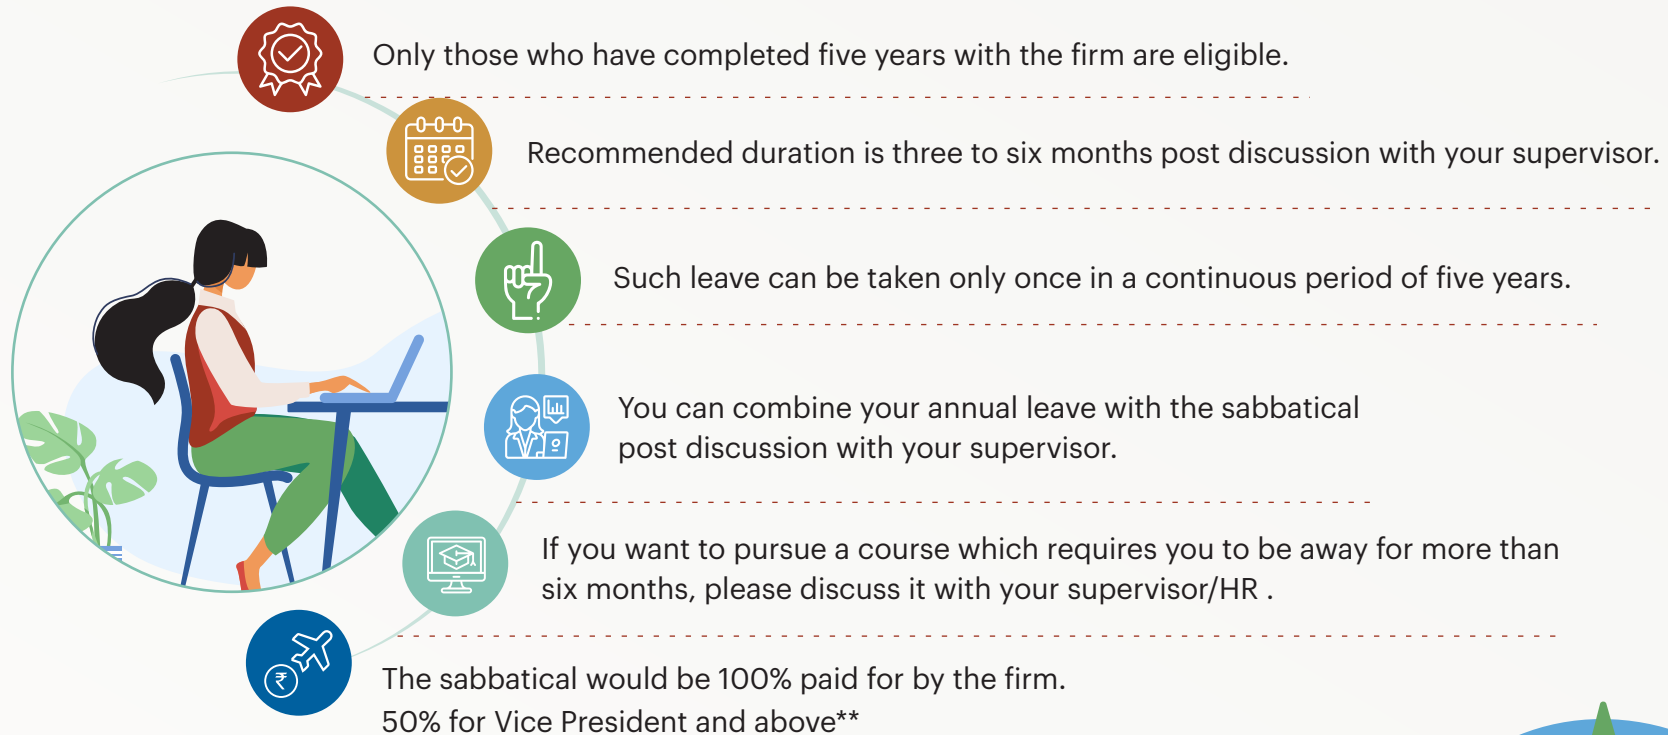 Only those who have completed five years with the firm are eligible.
Recommended duration is three to six months post discussion with your supervisor.
Such leave can be taken only once in a continuous period of five years.
You can combine your annual leave with the sabbatical
post discussion with your supervisor.
If you want to pursue a course which requires you to be away for more than
six months, please discuss it with your supervisor/HR .
₹
The sabbatical would be 100% paid for by the firm.
50% for Vice President and above**